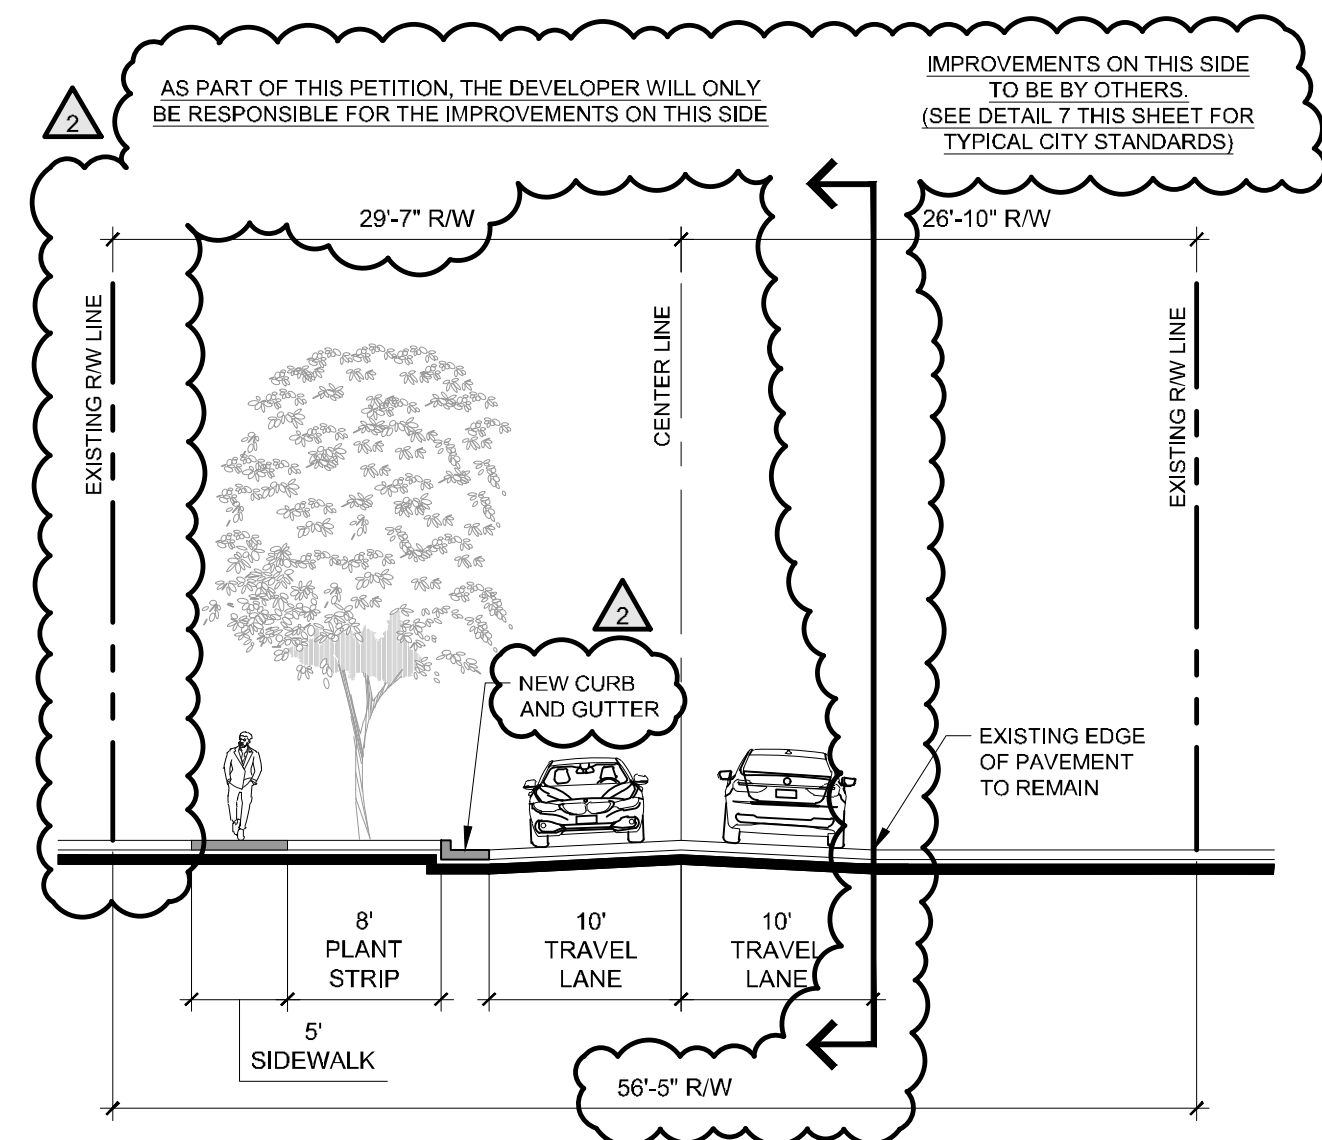 AS PART OF THIS PETITION, THE DEVELOPER WILL ONLY
BE RESPONSIBLE FOR THE IMPROVEMENTS ON THIS SIDE
IMPROVEMENTS ON THIS SIDE
TO BE BY OTHERS.
(SEE DETAIL 7 THIS SHEET FOR
TYPICAL CITY STANDARDS)
2
29'-7" R/W
26'-10" R/W
EXISTING R/W LINE
CENTER LINE
EXISTING R/W LINE
2
NEW CURB
AND GUTTER
EXISTING EDGE
OF PAVEMENT
TO REMAIN
8'
PLANT
STRIP
10'
TRAVEL
LANE
10'
TRAVEL
LANE
5'
SIDEWALK
56'-5" R/W